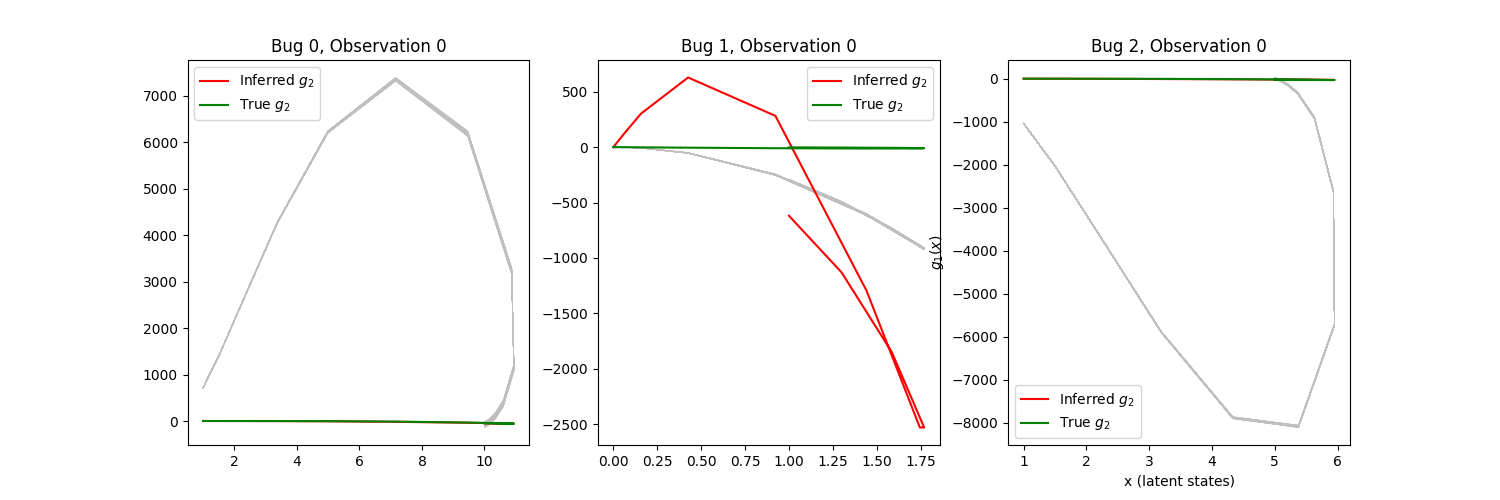 Bug 0, Observation 0
Inferred g₂
True g₂
7000
6000
5000
4000
3000
2000
1000
0
2 4 6 8 10
Bug 1, Observation 0
Inferred g₂
True g₂
500
0
−500
−1000
−1500
−2000
−2500
0.00 0.25 0.50 0.75 1.00 1.25 1.50 1.75
Bug 2, Observation 0
g₁(x)
0
−1000
−2000
−3000
−4000
−5000
−6000
−7000
−8000
Inferred g₂
True g₂
1 2 3 4 5 6
x (latent states)